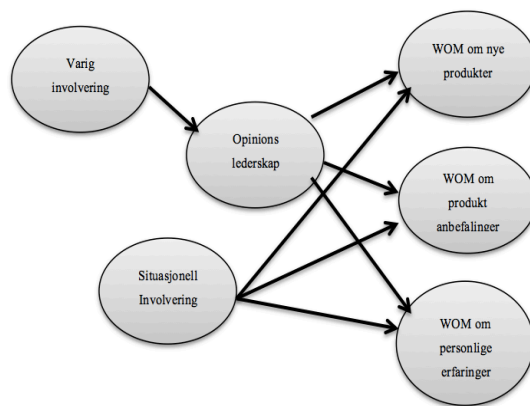 Varig
involvering
WOM om nye
produkter
Opinions
lederskap
WOM om
produkt
anbefalinger
Situasjonell
Involvering
WOM om
personlige
erfaringer